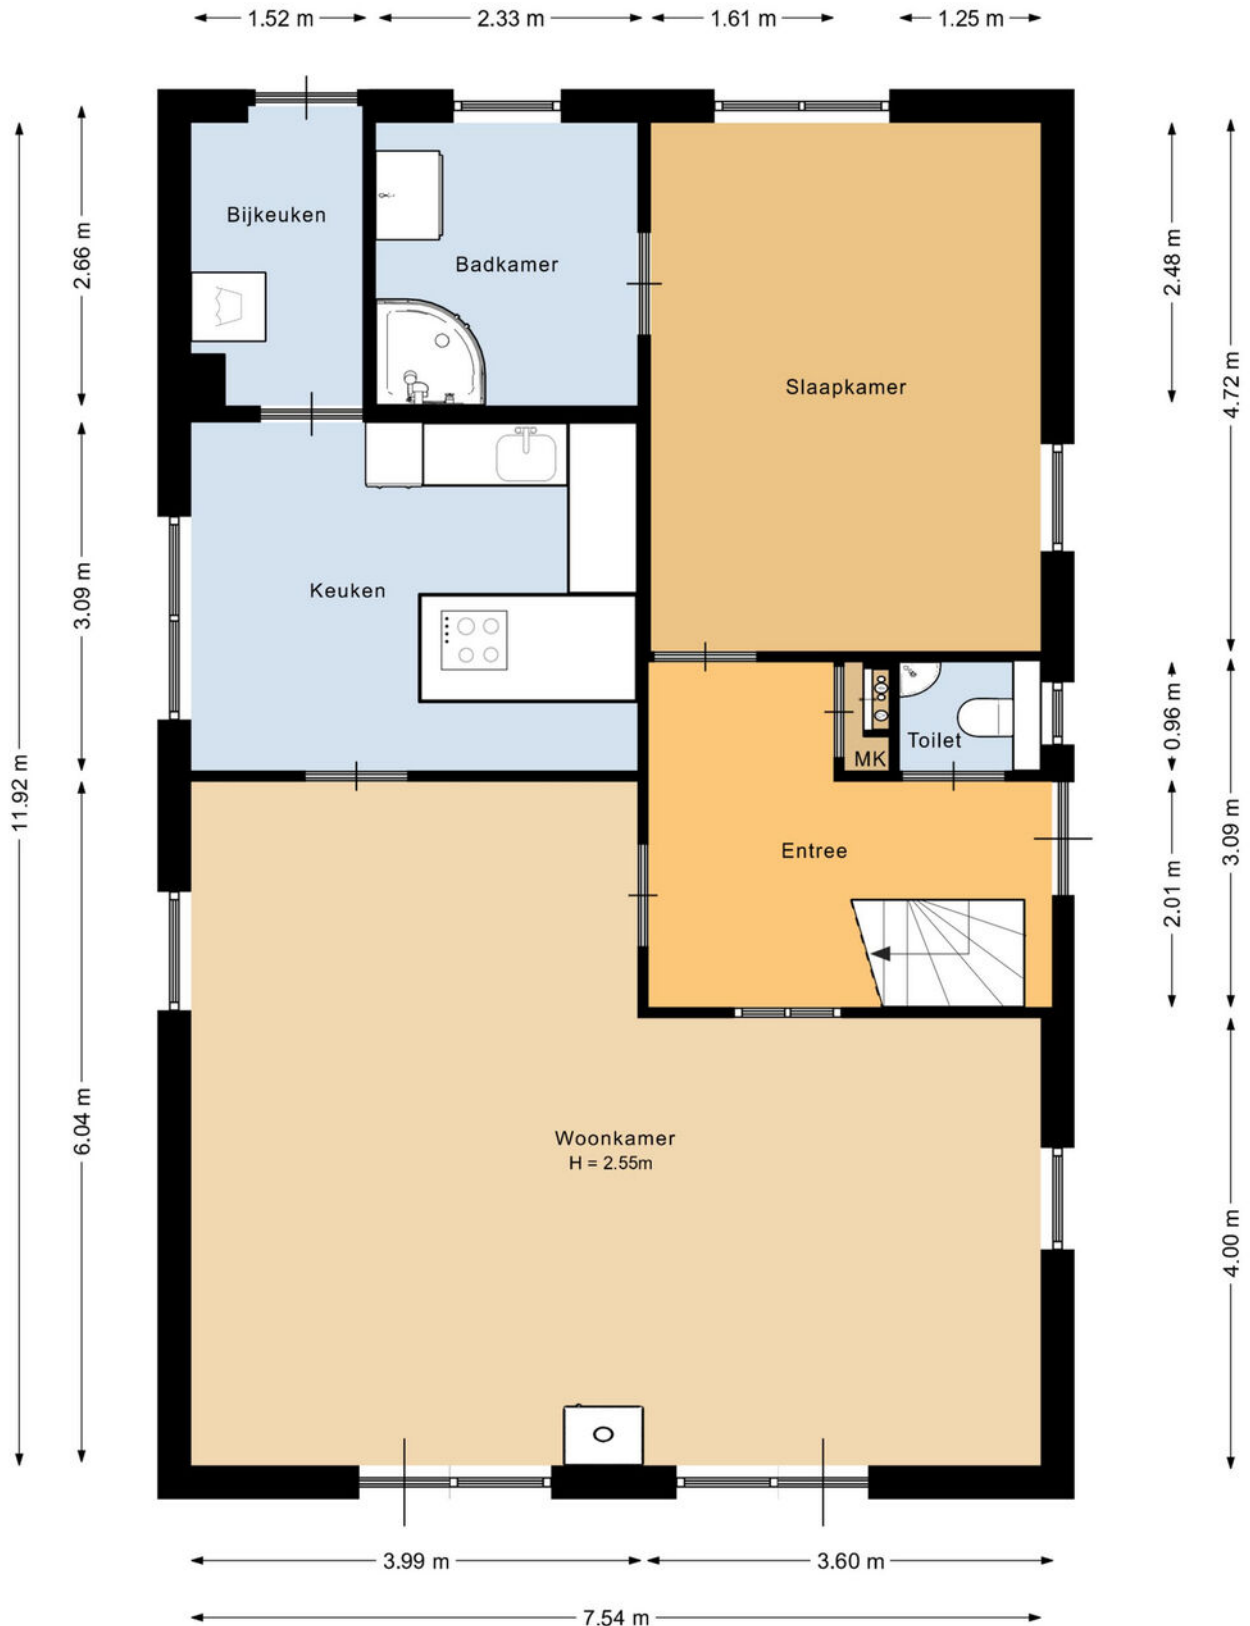 1.52 m
2.33 m
1.61 m
1.25 m
Bijkeuken
Badkamer
2.66 m
2.48 m
Slaapkamer
4.72 m
Keuken
3.09 m
11.92 m
0.96 m
Toilet
MK
Entree
3.09 m
2.01 m
6.04 m
Woonkamer
H = 2.55m
4.00 m
3.99 m
3.60 m
7.54 m